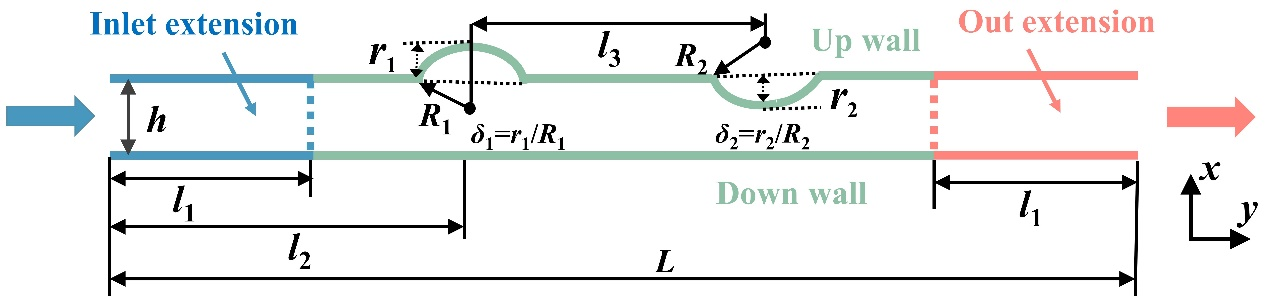 Inlet extension
Out extension
Up wall
l₃
r₁
R₂
R₁
h
r₂
δ₁=r₁/R₁
δ₂=r₂/R₂
Down wall
l₁
l₁
x
y
l₂
L